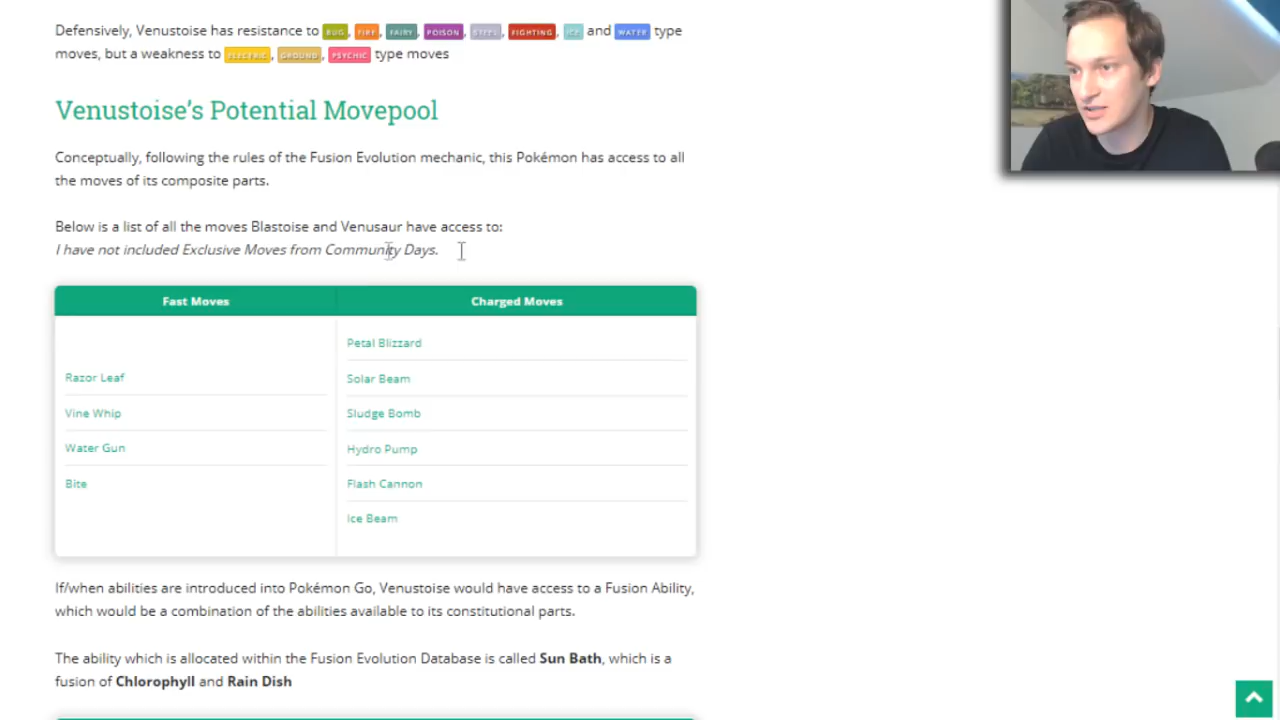 Defensively, Venustoise has resistance to BUG, FIRE, FAIRY, POISON, STEEL, FIGHTING, ICE and WATER type
moves, but a weakness to ELECTRIC, GROUND, PSYCHIC type moves
Venustoise's Potential Movepool
Conceptually, following the rules of the Fusion Evolution mechanic, this Pokémon has access to all
the moves of its composite parts.
Below is a list of all the moves Blastoise and Venusaur have access to:
I have not included Exclusive Moves from Community Days.
Fast Moves Charged Moves
Petal Blizzard
Razor Leaf Solar Beam
Vine Whip Sludge Bomb
Water Gun Hydro Pump
Bite Flash Cannon
Ice Beam
If/when abilities are introduced into Pokémon Go, Venustoise would have access to a Fusion Ability,
which would be a combination of the abilities available to its constitutional parts.
The ability which is allocated within the Fusion Evolution Database is called Sun Bath, which is a
fusion of Chlorophyll and Rain Dish